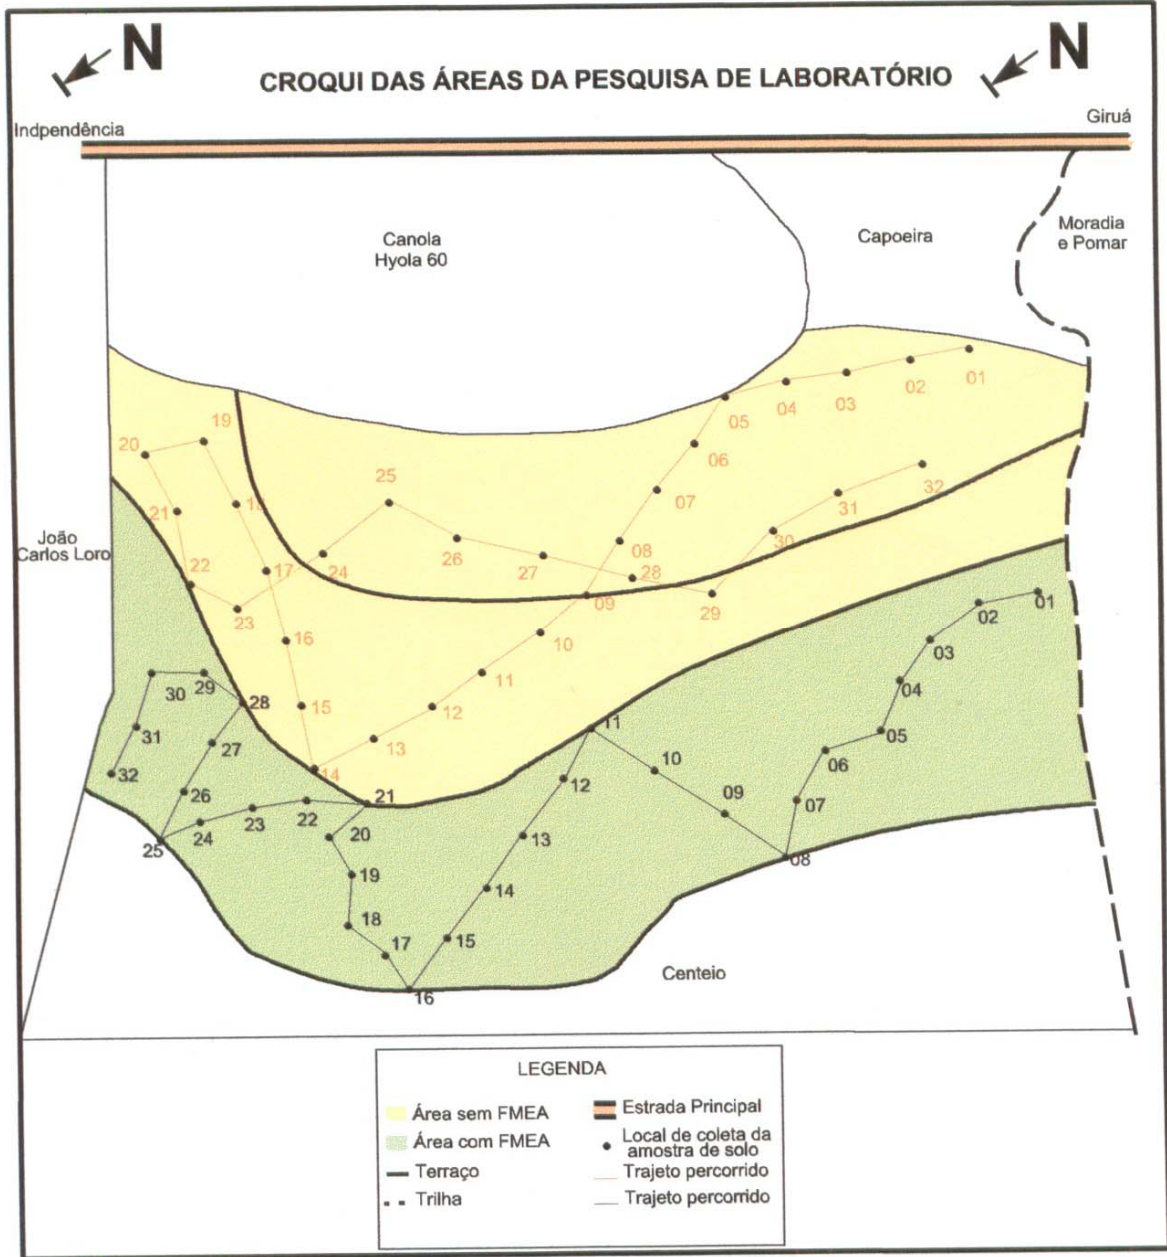 N
N
CROQUI DAS ÁREAS DA PESQUISA DE LABORATÓRIO
Indpendência
Giruá
Canola
Hyola 60
Capoeira
Moradia
e Pomar
João
Carlos Loro
01
02
03
04
05
06
07
08
09
10
11
12
13
14
15
16
17
18
19
20
21
22
23
24
25
26
27
28
29
30
31
32
01
02
03
04
05
06
07
08
09
10
11
12
13
14
15
16
17
18
19
20
21
22
23
24
25
26
27
28
29
30
31
32
Centeio
LEGENDA
Área sem FMEA
Área com FMEA
Terraço
Trilha
Estrada Principal
Local de coleta da
amostra de solo
Trajeto percorrido
Trajeto percorrido